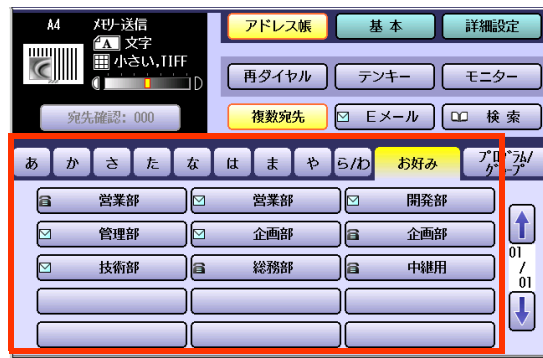 A4 メモリ-送信
A 文字
小さい,TIFF
D
宛先確認: 000
アドレス帳 基本 詳細設定
再ダイヤル テンキー モニター
複数宛先 Eメール 検索
あ か さ た な は ま や ら/わ お好み プログラム/
グループ
営業部 営業部 開発部
管理部 企画部 企画部
技術部 総務部 中継用
01
/
01